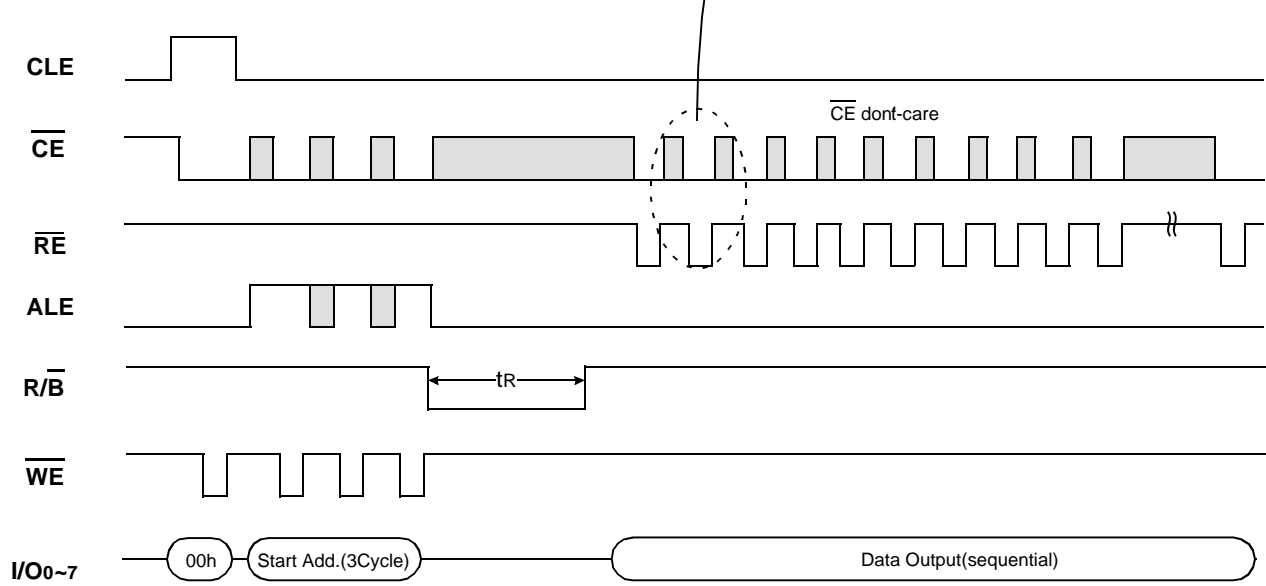 CLE
CE dont-care
CE
RE
ALE
R/B
tR
WE
I/O0~7
00h
Start Add.(3Cycle)
Data Output(sequential)